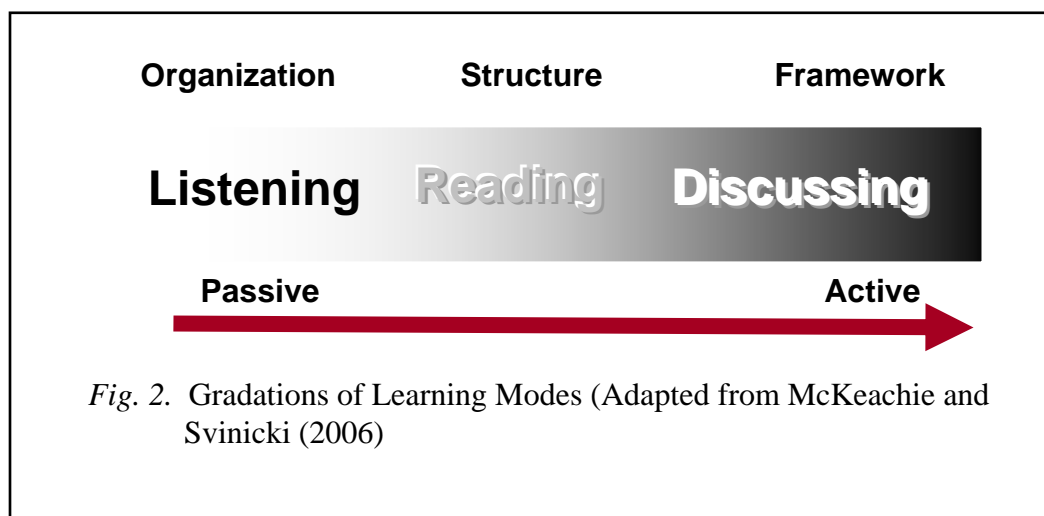 Organization Structure Framework
Listening Reading Discussing
Passive Active
Fig. 2. Gradations of Learning Modes (Adapted from McKeachie and
Svinicki (2006)